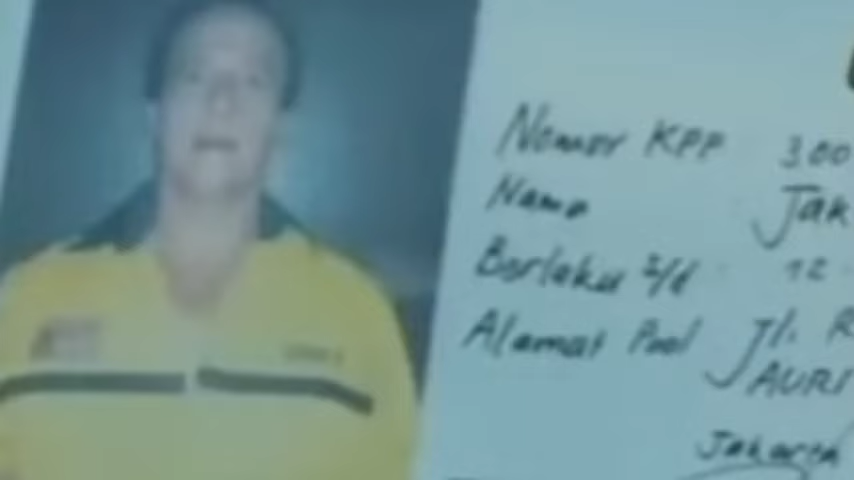 Nomor KPP 300
Nama Jak
Berlaku s/d 12
Alamat Pool Jl. R
AURI
Jakarta